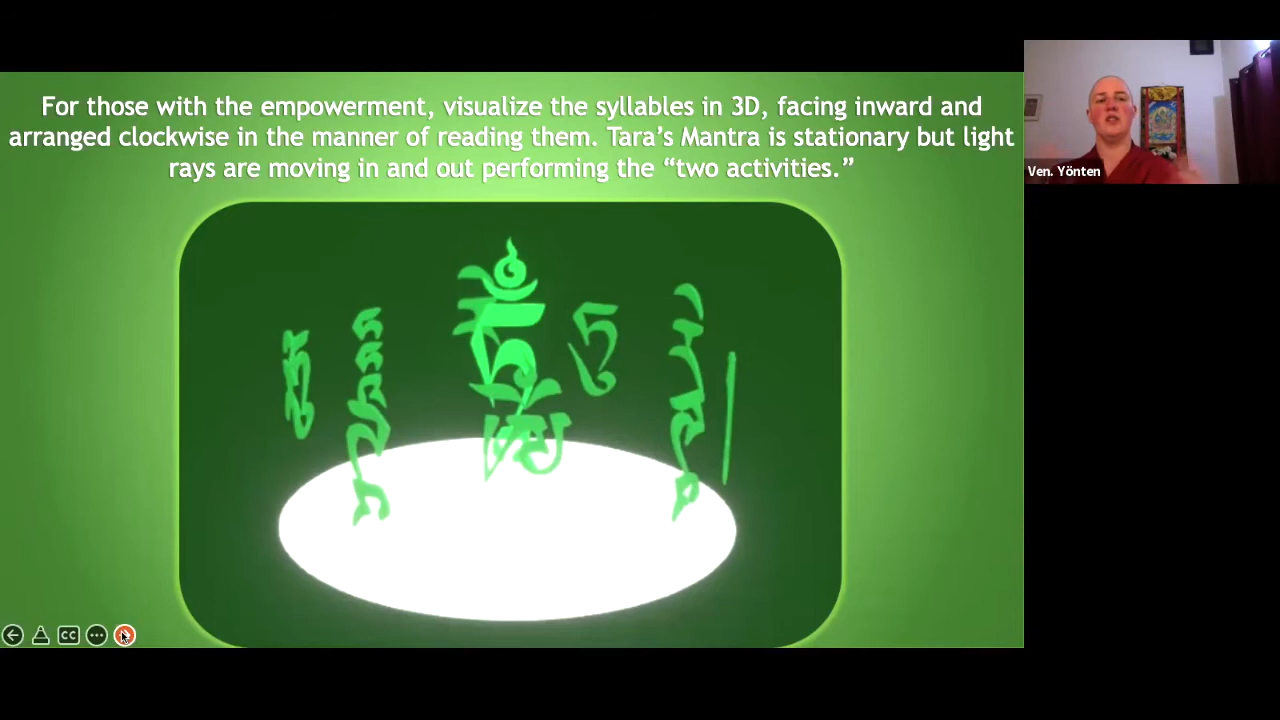 For those with the empowerment, visualize the syllables in 3D, facing inward and
arranged clockwise in the manner of reading them. Tara’s Mantra is stationary but light
rays are moving in and out performing the “two activities.”
Ven. Yönten
CC